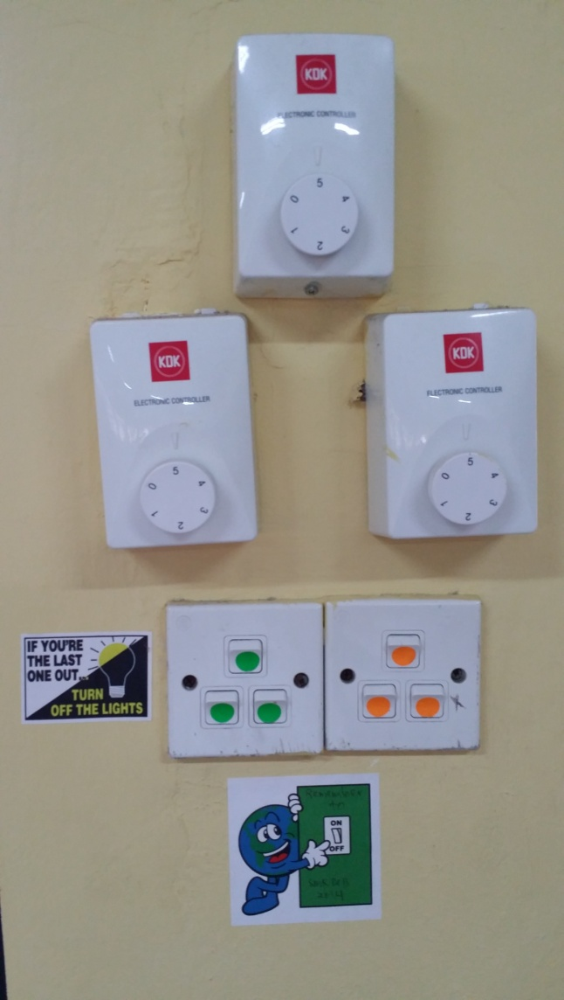 KDK
ELECTRONIC CONTROLLER
5
0 4
1 3
2
KDK
ELECTRONIC CONTROLLER
5
0 4
1 3
2
KDK
ELECTRONIC CONTROLLER
5
0 4
1 3
2
IF YOU'RE
THE LAST
ONE OUT...
TURN
OFF THE LIGHTS
Remember
ON
OFF
2014